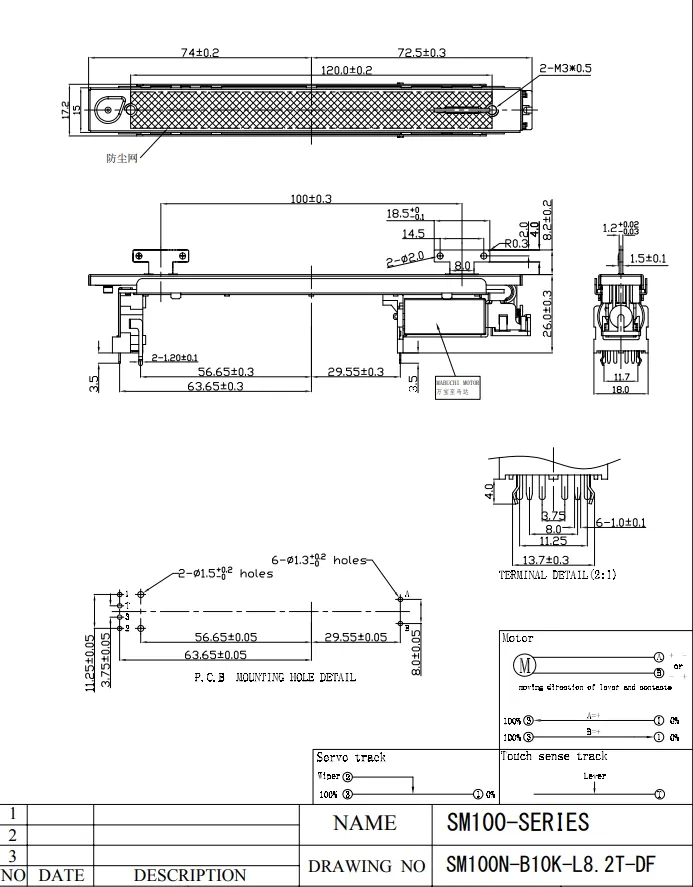 74±0.2
72.5±0.3
120.0±0.2
2-M3*0.5
17.2
15
防尘网
100±0.3
18.5+0 -0.1
14.5
2.0
4.0
8.2±0.2
R0.3
2-Ø2.0
8.0
1.2+0.02 -0.03
1.5±0.1
26.0±0.3
2-1.20±0.1
56.65±0.3
29.55±0.3
63.65±0.3
3.5
3.5
MABUCHI MOTOR
万宝至马达
11.7
18.0
4.0
3.75
6-1.0±0.1
8.0
11.25
13.7±0.3
TERMINAL DETAIL(2:1)
6-Ø1.3+0.2 -0 holes
2-Ø1.5+0.2 -0 holes
1
3
2
A
B
56.65±0.05
29.55±0.05
63.65±0.05
11.25±0.05
3.75±0.05
8.0±0.05
P.C.B MOUNTING HOLE DETAIL
Motor
M
A + -
or
B - +
moving direction of lever and contacts
100% 3 A=+ 1 0%
100% 3 B=+ 1 0%
Servo track
Wiper 2
100% 3 1 0%
Touch sense track
Lever
1
2
3
NO DATE DESCRIPTION
NAME SM100-SERIES
DRAWING NO SM100N-B10K-L8.2T-DF